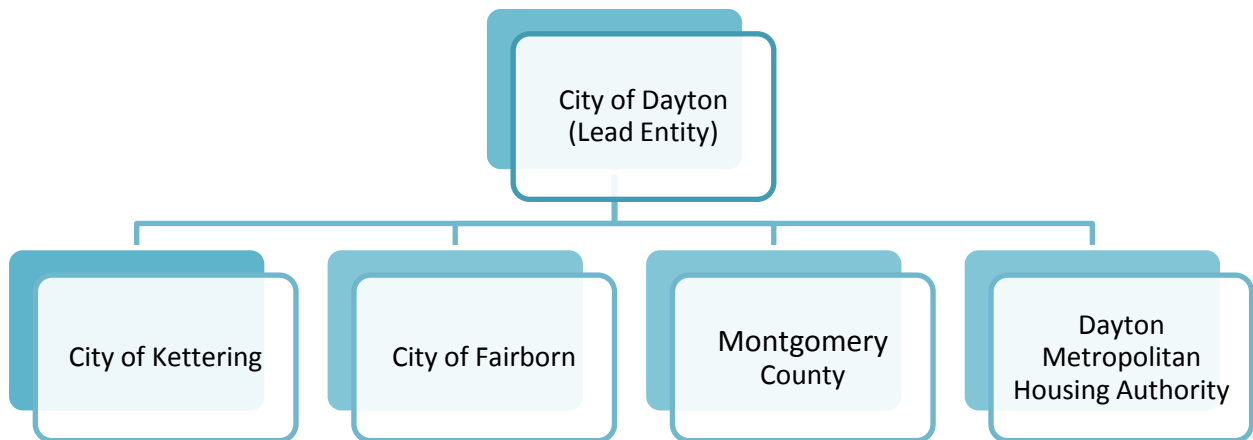 City of Dayton
(Lead Entity)
City of Kettering
City of Fairborn
Montgomery
County
Dayton
Metropolitan
Housing Authority